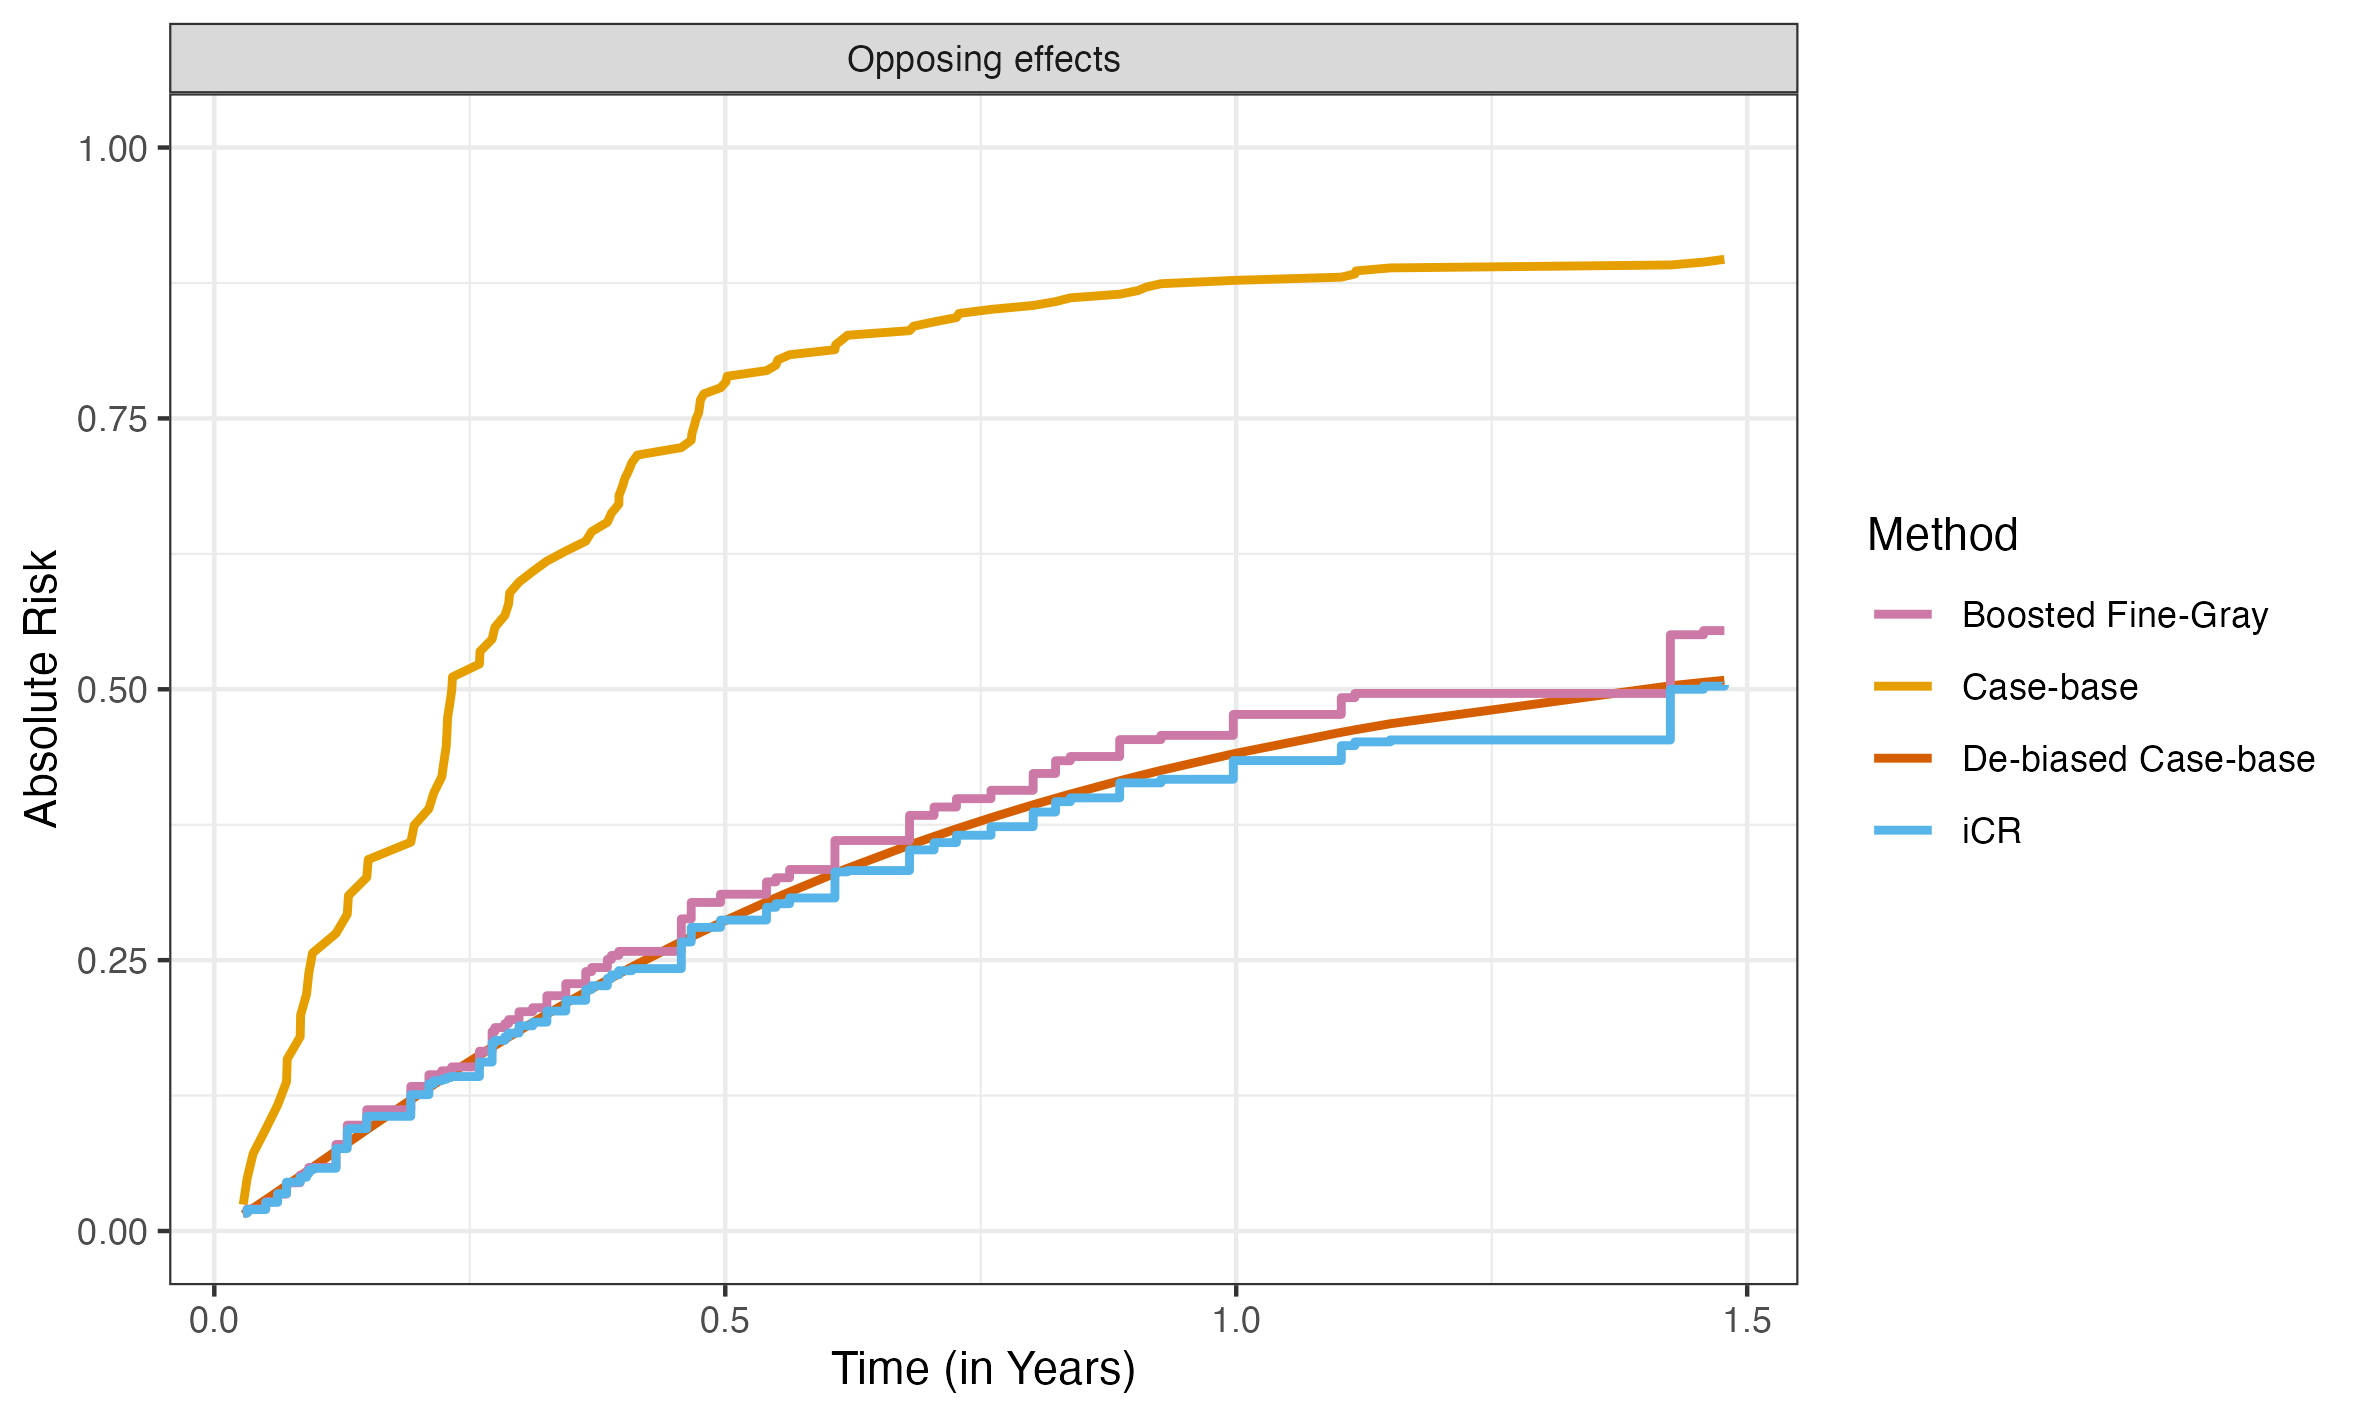 Opposing effects
1.00
0.75
0.50
0.25
0.00
Absolute Risk
0.0
0.5
1.0
1.5
Time (in Years)
Method
Boosted Fine-Gray
Case-base
De-biased Case-base
iCR